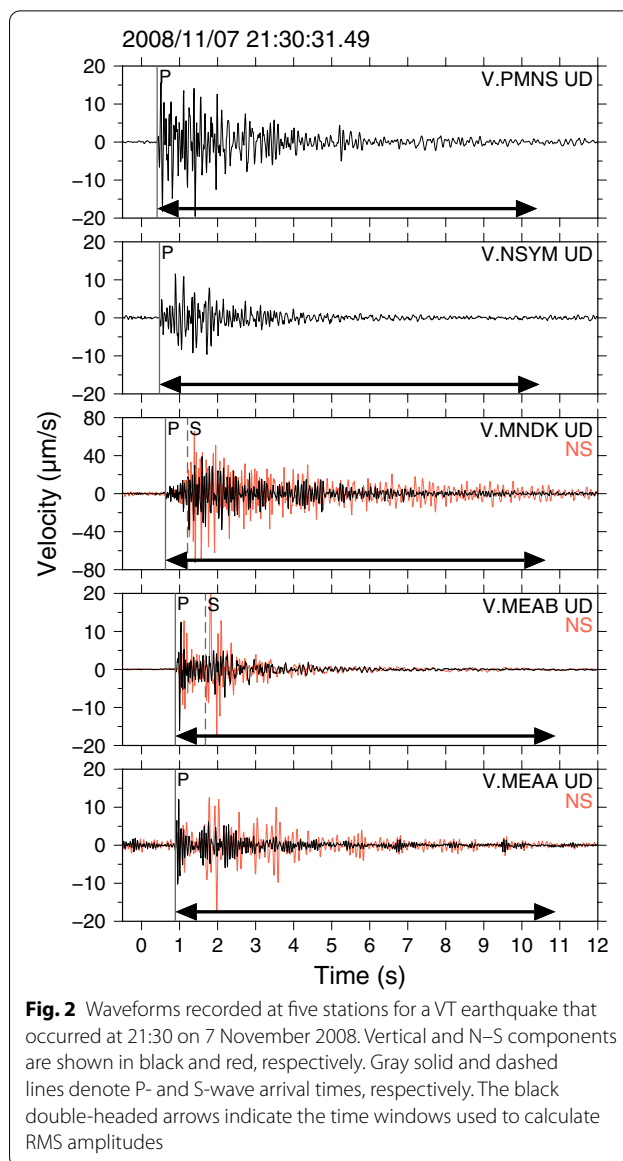 2008/11/07 21:30:31.49
20
10
0
−10
−20
P
V.PMNS UD
20
10
0
−10
−20
P
V.NSYM UD
80
40
0
−40
−80
P S
V.MNDK UD
NS
20
10
0
−10
−20
P S
V.MEAB UD
NS
20
10
0
−10
−20
P
V.MEAA UD
NS
Velocity (μm/s)
0 1 2 3 4 5 6 7 8 9 10 11 12
Time (s)
Fig. 2 Waveforms recorded at five stations for a VT earthquake that
occurred at 21:30 on 7 November 2008. Vertical and N–S components
are shown in black and red, respectively. Gray solid and dashed
lines denote P- and S-wave arrival times, respectively. The black
double-headed arrows indicate the time windows used to calculate
RMS amplitudes